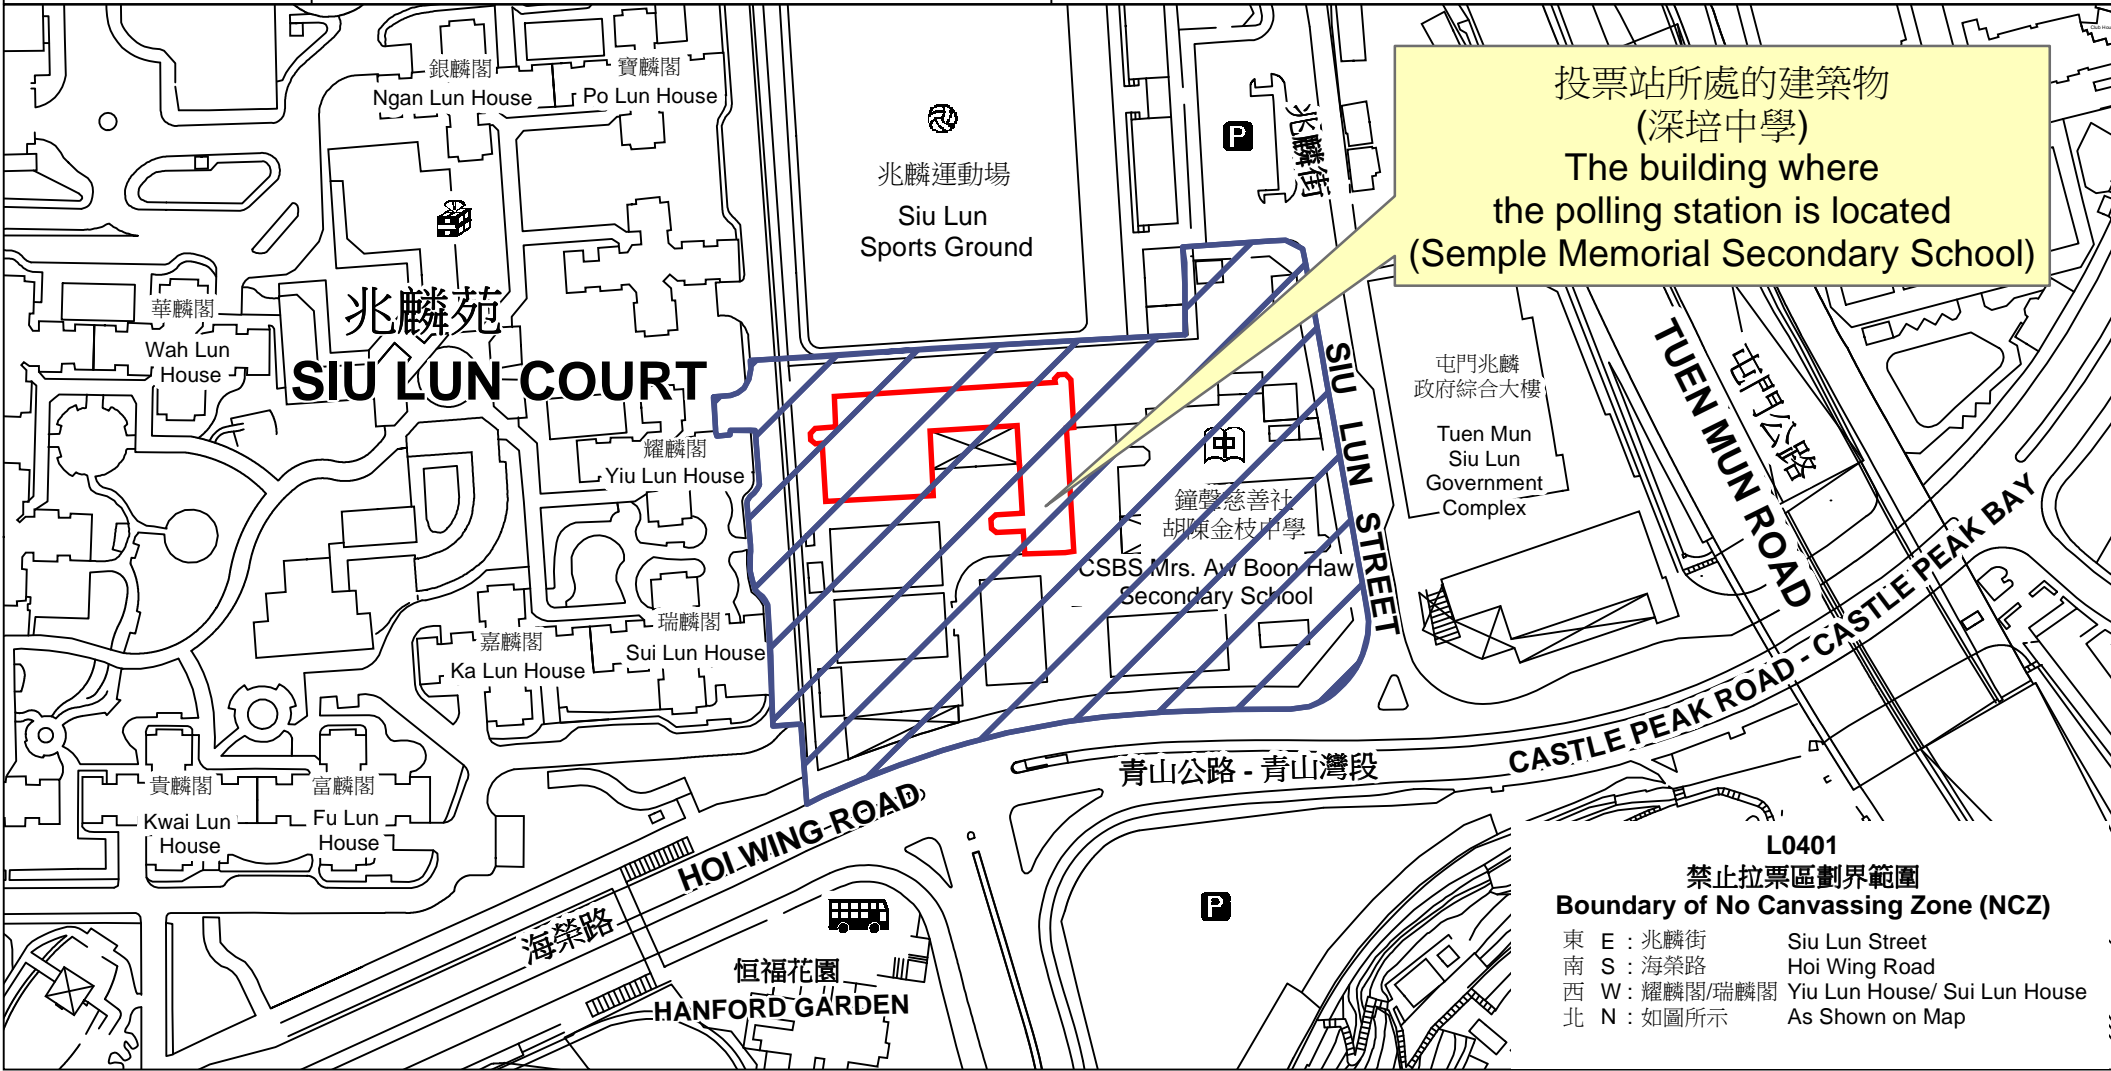 銀麟閣
Ngan Lun House
寶麟閣
Po Lun House
兆麟運動場
Siu Lun
Sports Ground
P
兆麟街
投票站所處的建築物
(深培中學)
The building where
the polling station is located
(Semple Memorial Secondary School)
華麟閣
Wah Lun
House
兆麟苑
SIU LUN COURT
耀麟閣
Yiu Lun House
中
鐘聲慈善社
胡陳金枝中學
CSBS Mrs. Aw Boon Haw
Secondary School
SIU LUN STREET
屯門兆麟
政府綜合大樓
Tuen Mun
Siu Lun
Government
Complex
TUEN MUN ROAD
屯門公路
嘉麟閣
Ka Lun House
瑞麟閣
Sui Lun House
貴麟閣
Kwai Lun
House
富麟閣
Fu Lun
House
青山公路 - 青山灣段
CASTLE PEAK ROAD - CASTLE PEAK BAY
HOI WING ROAD
海榮路
恒福花園
HANFORD GARDEN
P
L0401
禁止拉票區劃界範圍
Boundary of No Canvassing Zone (NCZ)
東 E : 兆麟街 Siu Lun Street
南 S : 海榮路 Hoi Wing Road
西 W : 耀麟閣/瑞麟閣 Yiu Lun House/ Sui Lun House
北 N : 如圖所示 As Shown on Map